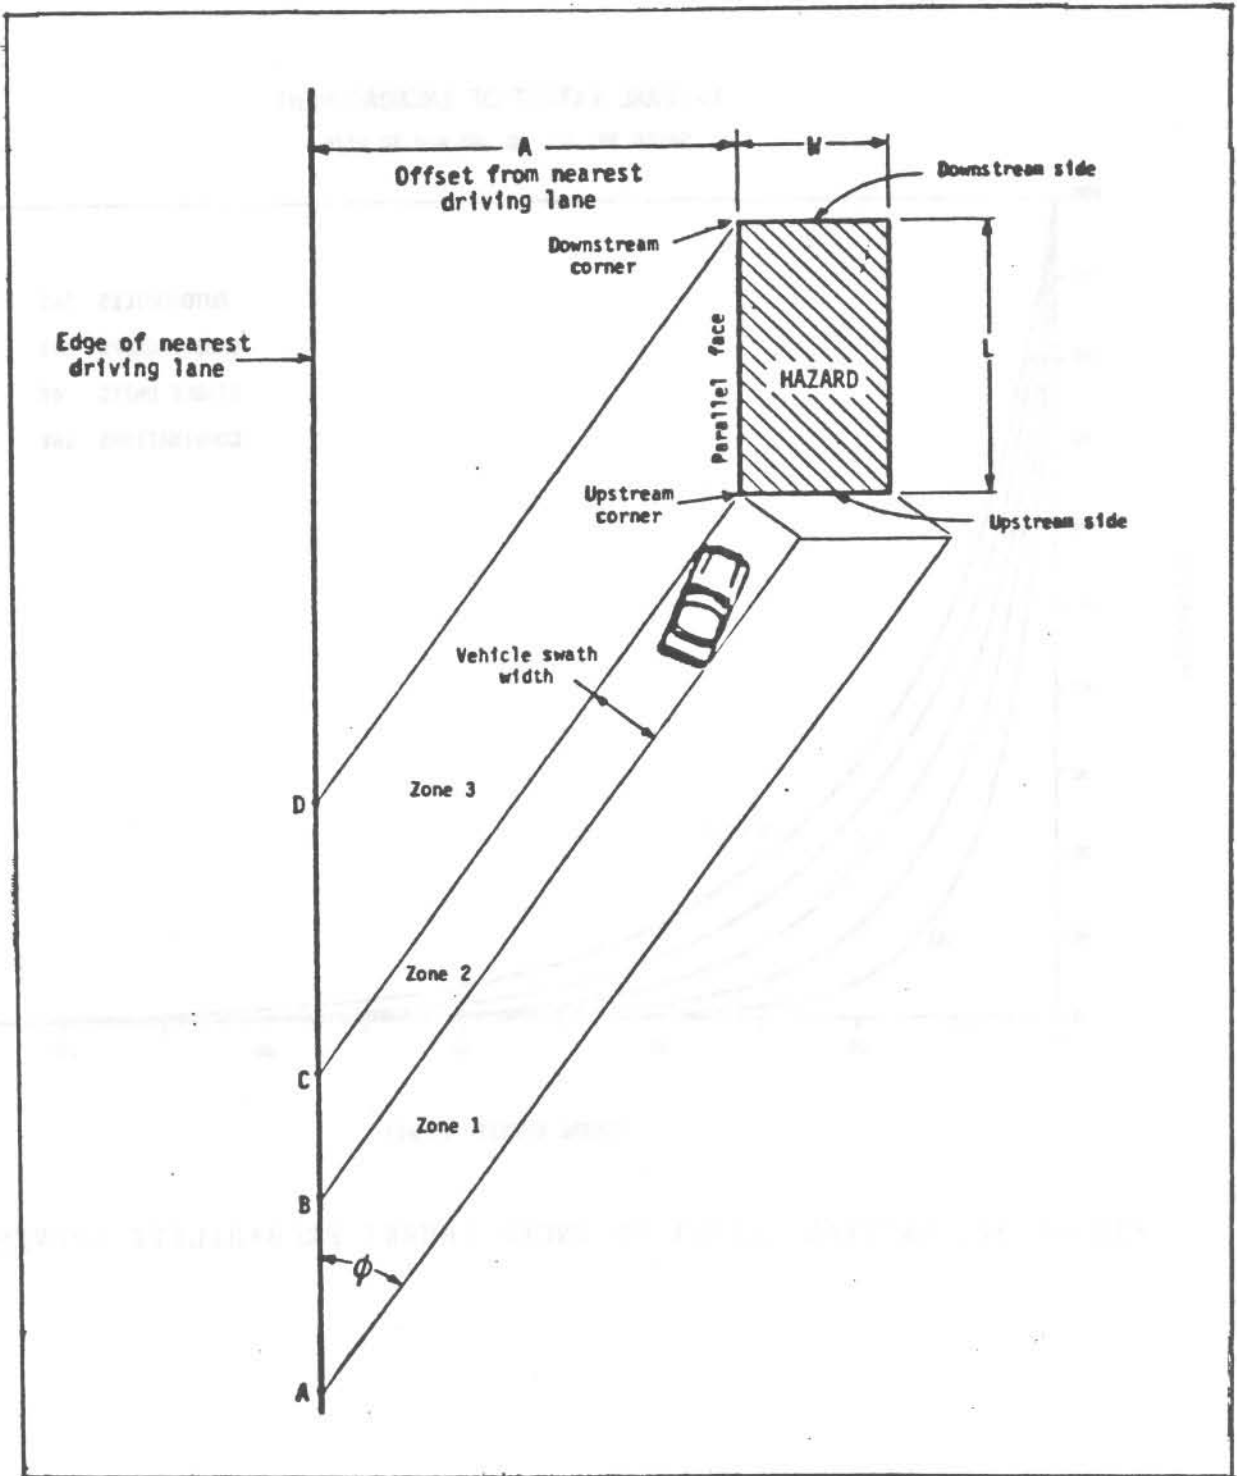 A
W
Offset from nearest
driving lane
Downstream side
Downstream
corner
Edge of nearest
driving lane
Parallel face
L
HAZARD
Upstream
corner
Upstream side
Vehicle swath
width
D
Zone 3
Zone 2
C
Zone 1
B
ϕ
A